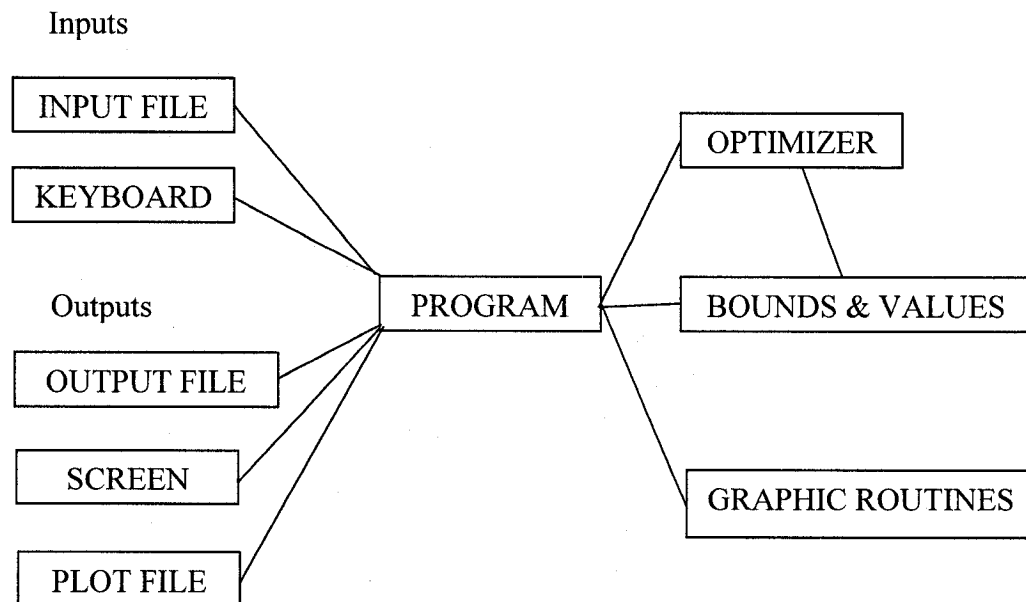 Inputs
INPUT FILE
KEYBOARD
Outputs
OUTPUT FILE
SCREEN
PLOT FILE
PROGRAM
OPTIMIZER
BOUNDS & VALUES
GRAPHIC ROUTINES